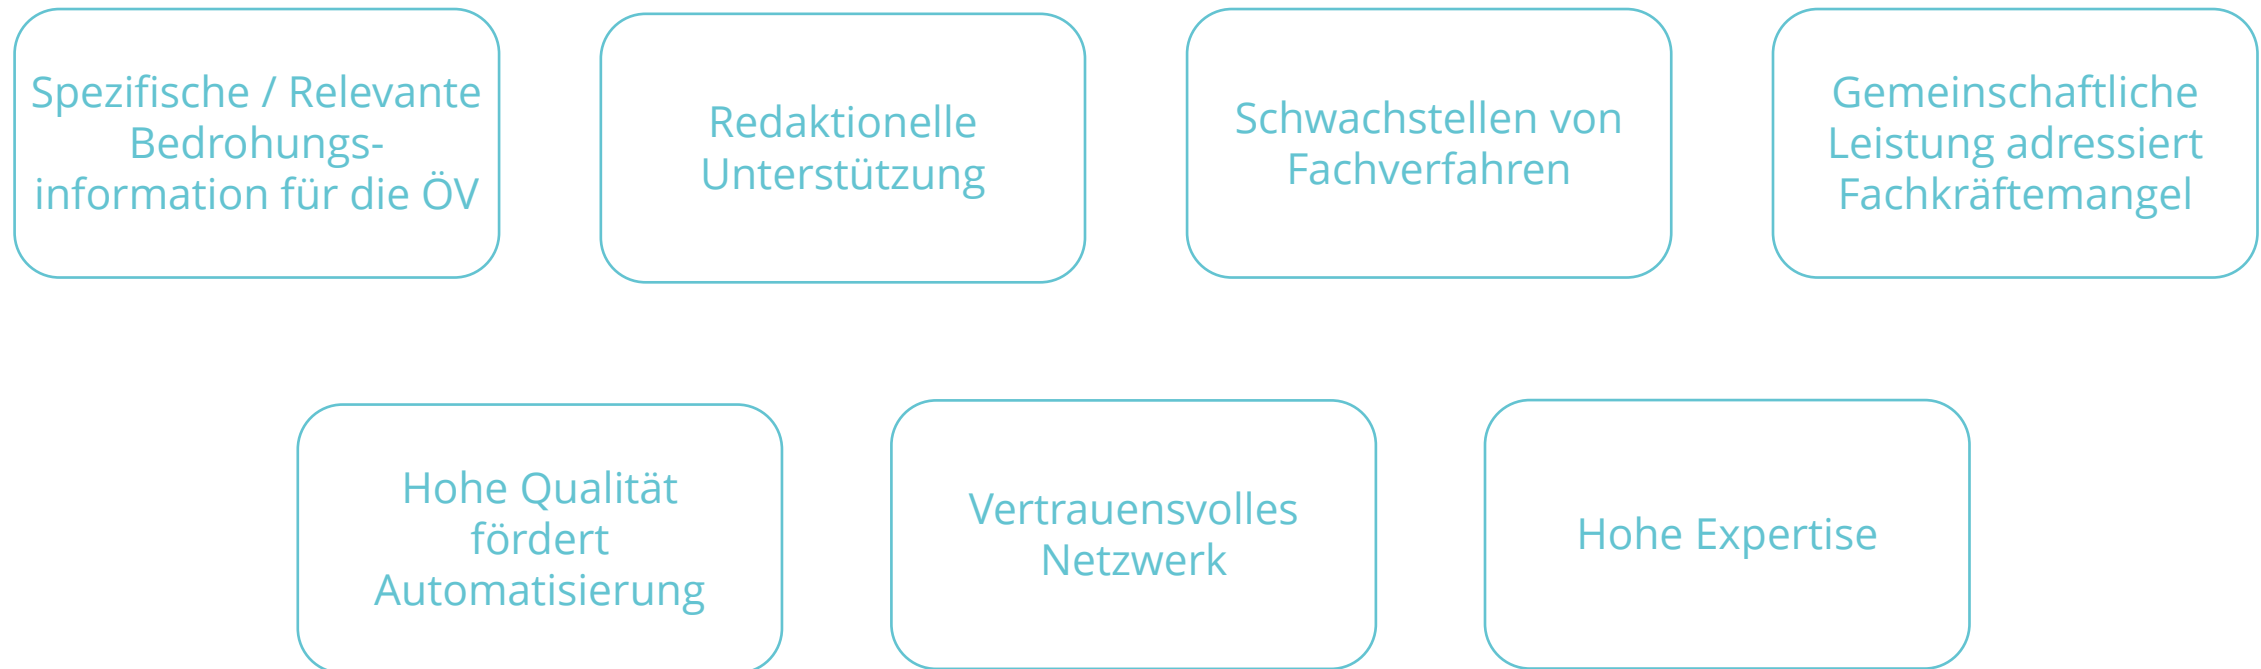 Spezifische / Relevante
Bedrohungs-
information für die ÖV
Redaktionelle
Unterstützung
Schwachstellen von
Fachverfahren
Gemeinschaftliche
Leistung adressiert
Fachkräftemangel
Hohe Qualität
fördert
Automatisierung
Vertrauensvolles
Netzwerk
Hohe Expertise